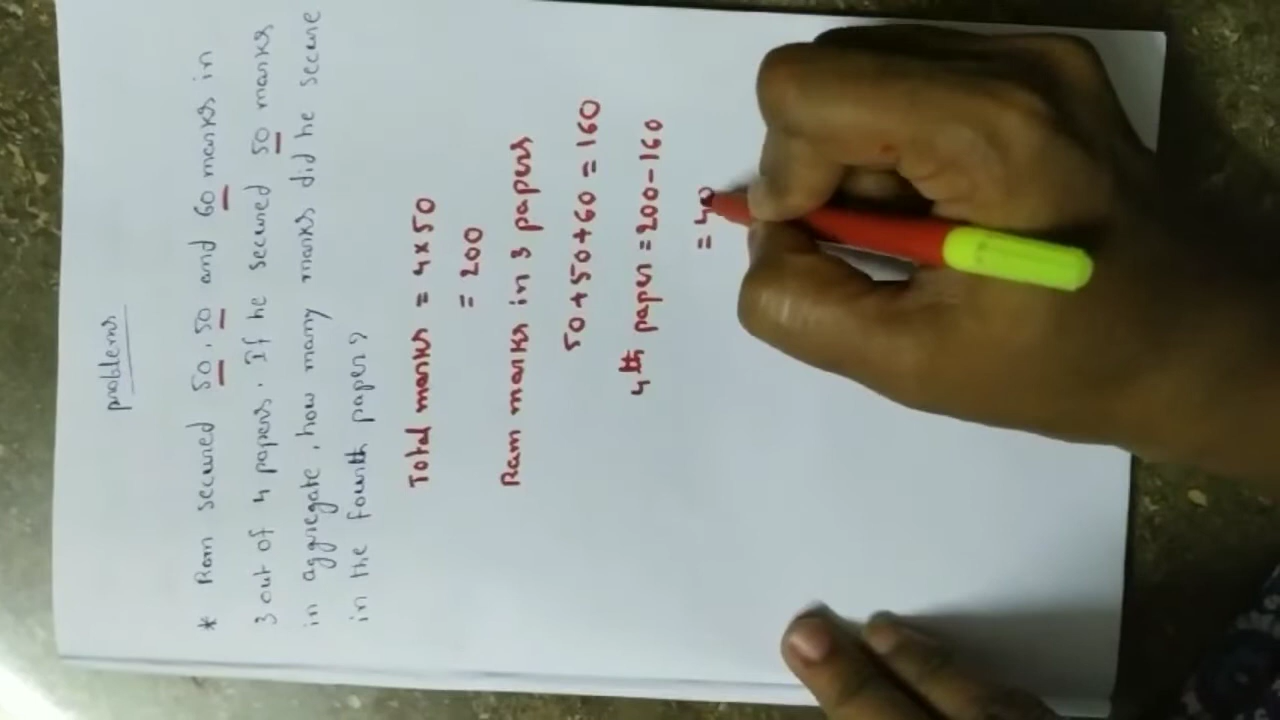 problems
* Ram secured 50, 50 and 60 marks in
3 out of 4 papers. If he secured 50 marks
in aggregate, how many marks did he secure
in the fourth paper?
Total marks = 4 x 50
= 200
Ram marks in 3 papers
50+50+60 = 160
4th paper = 200-160
= 40